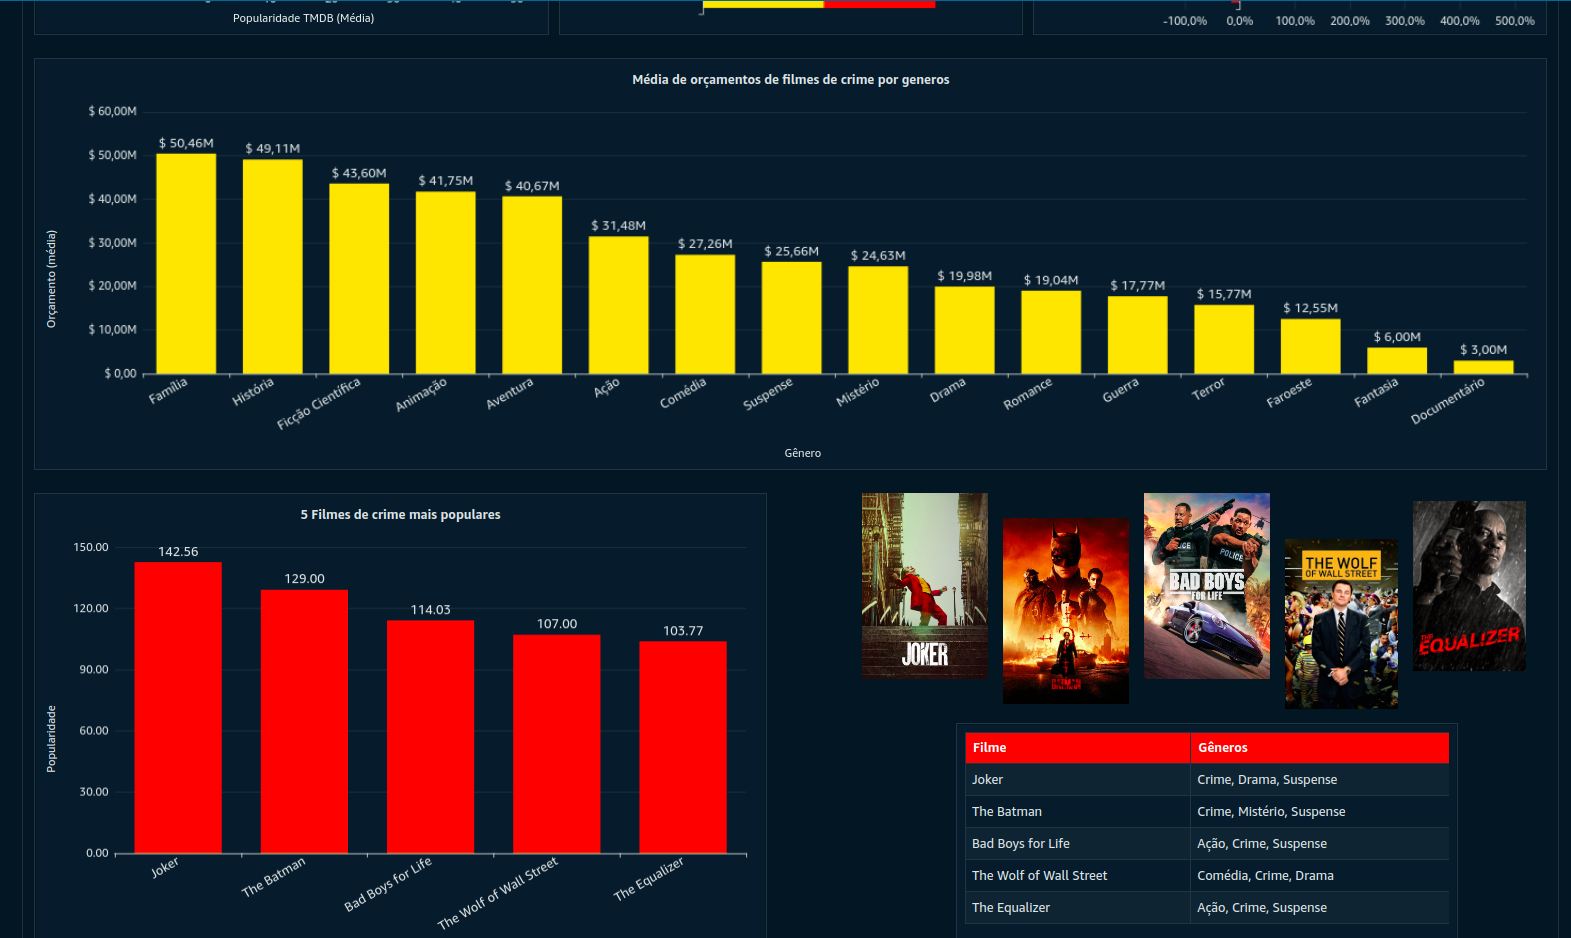 Popularidade TMDB (Média)
-100,0%
0,0%
100,0%
200,0%
300,0%
400,0%
500,0%
Média de orçamentos de filmes de crime por generos
Orçamento (média)
$ 60,00M
$ 50,00M
$ 40,00M
$ 30,00M
$ 20,00M
$ 10,00M
$ 0,00
$ 50,46M
$ 49,11M
$ 43,60M
$ 41,75M
$ 40,67M
$ 31,48M
$ 27,26M
$ 25,66M
$ 24,63M
$ 19,98M
$ 19,04M
$ 17,77M
$ 15,77M
$ 12,55M
$ 6,00M
$ 3,00M
Família
História
Ficção Científica
Animação
Aventura
Ação
Comédia
Suspense
Mistério
Drama
Romance
Guerra
Terror
Faroeste
Fantasia
Documentário
Gênero
5 Filmes de crime mais populares
Popularidade
150.00
120.00
90.00
60.00
30.00
0.00
142.56
129.00
114.03
107.00
103.77
Joker
The Batman
Bad Boys for Life
The Wolf of Wall Street
The Equalizer
JOKER
POLICE
BAD BOYS
FOR LIFE
THE WOLF
OF WALL STREET
THE
EQUALIZER
Filme Gêneros
Joker Crime, Drama, Suspense
The Batman Crime, Mistério, Suspense
Bad Boys for Life Ação, Crime, Suspense
The Wolf of Wall Street Comédia, Crime, Drama
The Equalizer Ação, Crime, Suspense